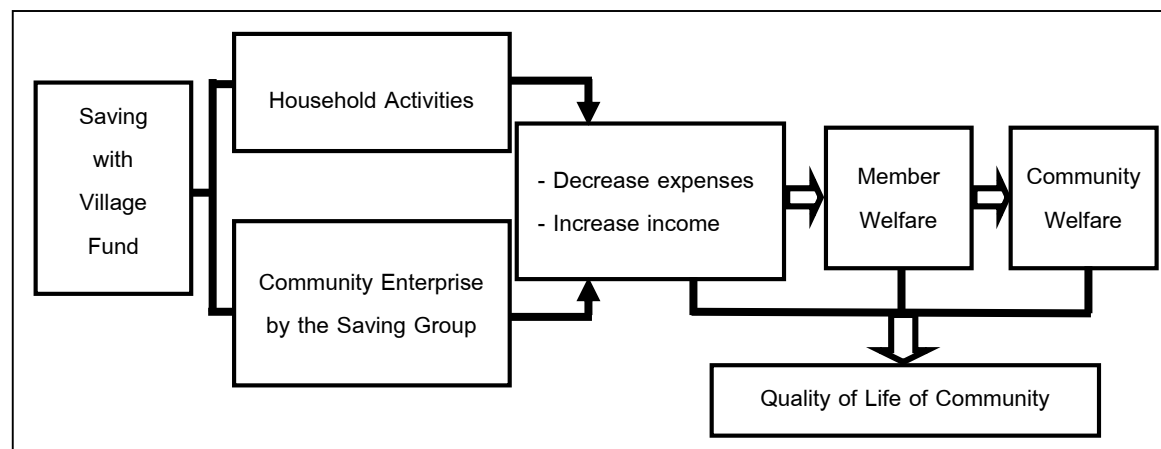 Saving
with
Village
Fund
Household Activities
Community Enterprise
by the Saving Group
- Decrease expenses
- Increase income
Member
Welfare
Community
Welfare
Quality of Life of Community